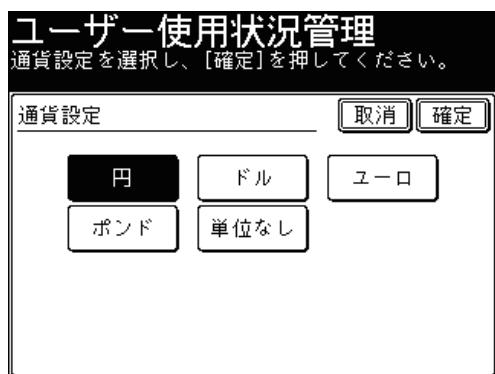 ユーザー使用状況管理
通貨設定を選択し、[確定]を押してください。
通貨設定 取消 確定
円 ドル ユーロ
ポンド 単位なし